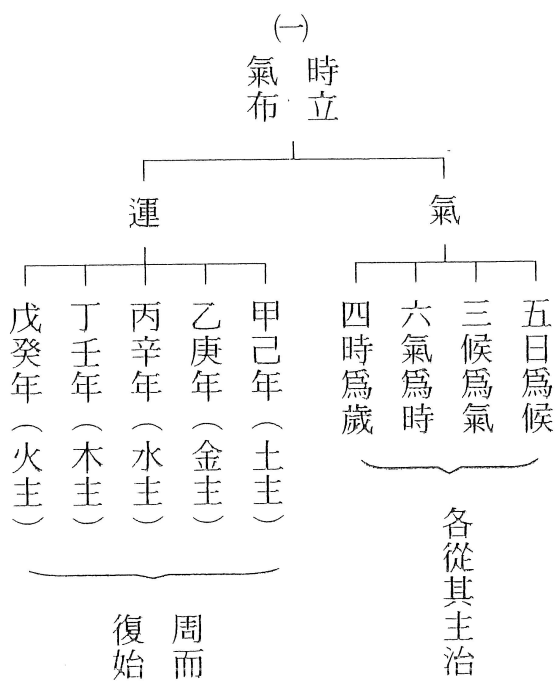 ㈠
時立
氣布
氣
五日爲候
三候爲氣
六氣爲時
四時爲歲
各從其主治
運
甲己年（土主）
乙庚年（金主）
丙辛年（水主）
丁壬年（木主）
戊癸年（火主）
周而
復始